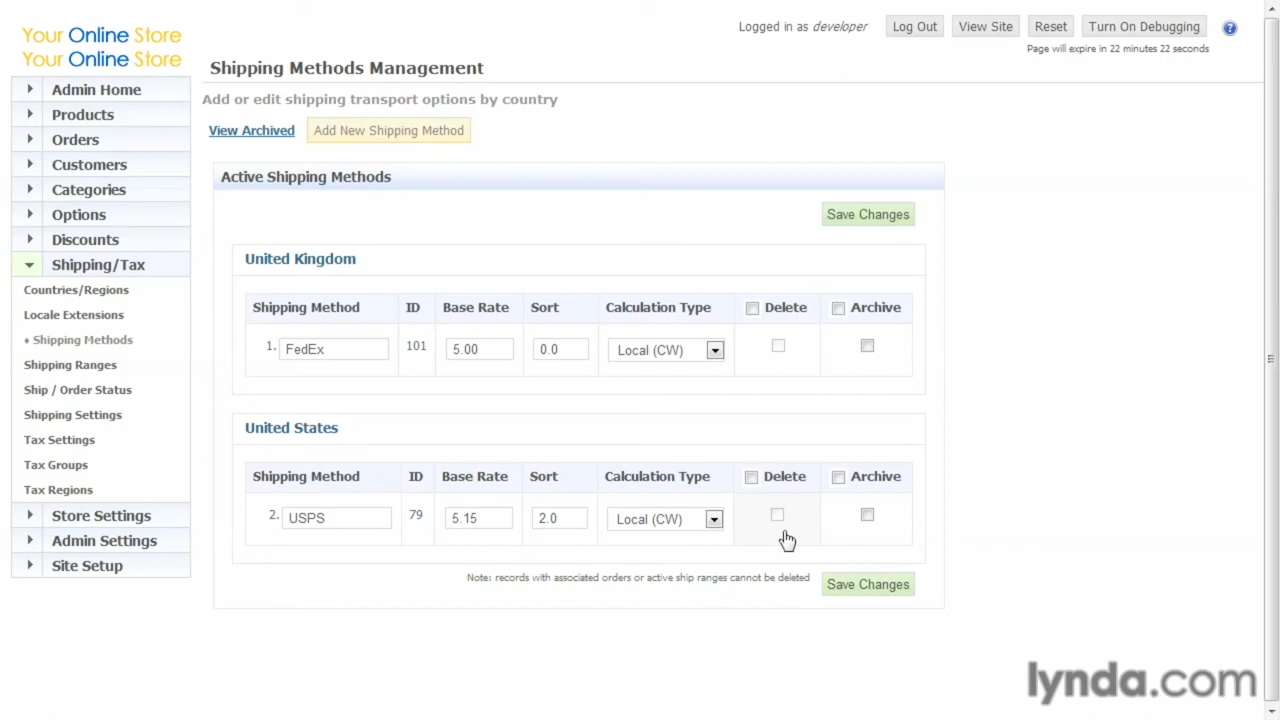 Logged in as developer Log Out View Site Reset Turn On Debugging ?
Page will expire in 22 minutes 22 seconds
Your Online Store
Your Online Store
Admin Home
Products
Orders
Customers
Categories
Options
Discounts
Shipping/Tax
Countries/Regions
Locale Extensions
♦ Shipping Methods
Shipping Ranges
Ship / Order Status
Shipping Settings
Tax Settings
Tax Groups
Tax Regions
Store Settings
Admin Settings
Site Setup
Shipping Methods Management
Add or edit shipping transport options by country
View Archived Add New Shipping Method
Active Shipping Methods
Save Changes
United Kingdom
Shipping Method ID Base Rate Sort Calculation Type Delete Archive
1. FedEx 101 5.00 0.0 Local (CW)
United States
Shipping Method ID Base Rate Sort Calculation Type Delete Archive
2. USPS 79 5.15 2.0 Local (CW)
Note: records with associated orders or active ship ranges cannot be deleted Save Changes
lynda.com